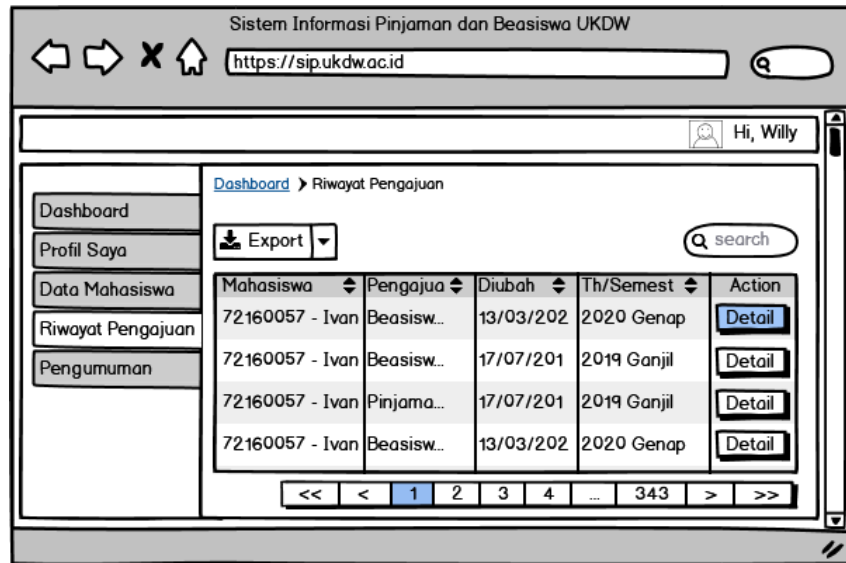 Sistem Informasi Pinjaman dan Beasiswa UKDW
https://sip.ukdw.ac.id
Hi, Willy
Dashboard
Profil Saya
Data Mahasiswa
Riwayat Pengajuan
Pengumuman
Dashboard > Riwayat Pengajuan
Export
search
Mahasiswa Pengajua Diubah Th/Semest Action
72160057 - Ivan Beasisw... 13/03/202 2020 Genap Detail
72160057 - Ivan Beasisw... 17/07/201 2019 Ganjil Detail
72160057 - Ivan Pinjama... 17/07/201 2019 Ganjil Detail
72160057 - Ivan Beasisw... 13/03/202 2020 Genap Detail
<< < 1 2 3 4 ... 343 > >>